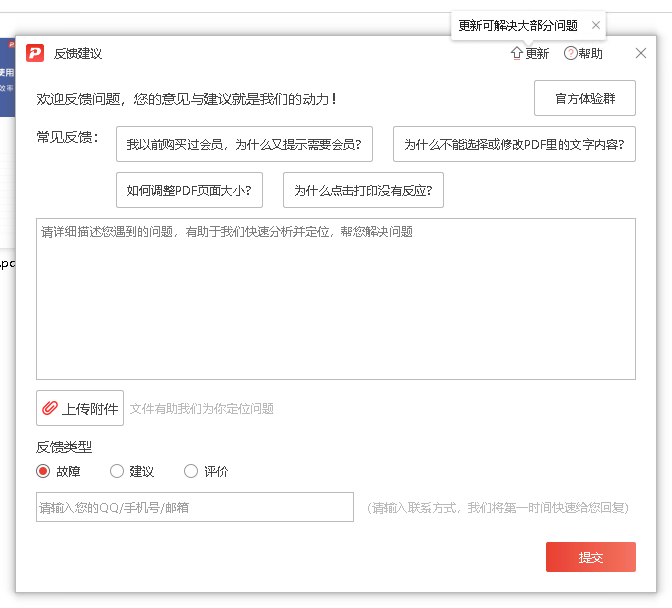 更新可解决大部分问题
反馈建议
更新
帮助
使用
效率
欢迎反馈问题，您的意见与建议就是我们的动力！
官方体验群
常见反馈：
我以前购买过会员，为什么又提示需要会员?
为什么不能选择或修改PDF里的文字内容?
如何调整PDF页面大小?
为什么点击打印没有反应?
请详细描述您遇到的问题，有助于我们快速分析并定位，帮您解决问题
.pd
上传附件
文件有助我们为你定位问题
反馈类型
故障
建议
评价
请输入您的QQ/手机号/邮箱
(请输入联系方式，我们将第一时间快速给您回复)
提交